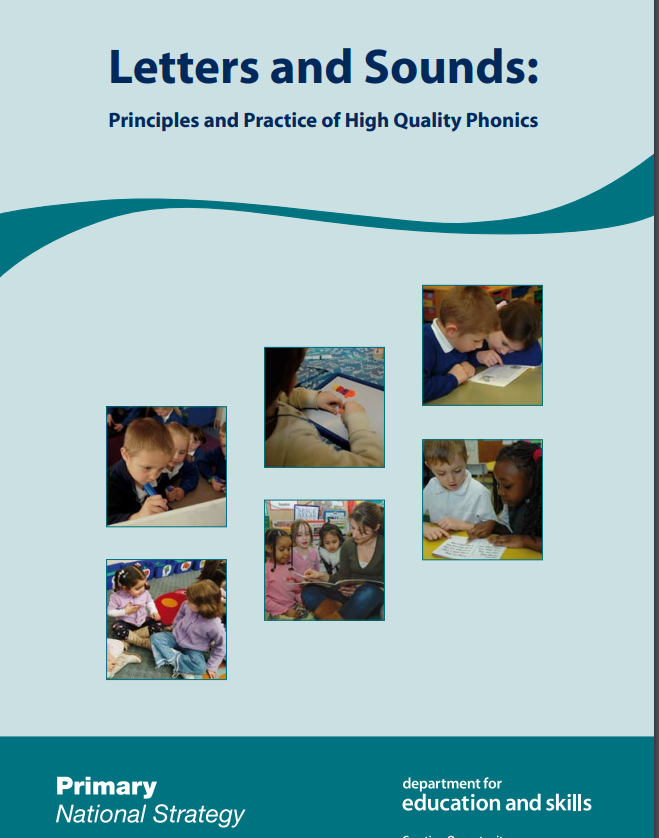 Letters and Sounds:
Principles and Practice of High Quality Phonics
Primary
National Strategy
department for
education and skills